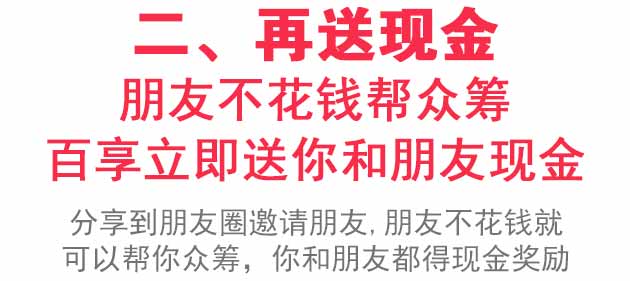 二、再送现金
朋友不花钱帮众筹
百享立即送你和朋友现金
分享到朋友圈邀请朋友,朋友不花钱就
可以帮你众筹，你和朋友都得现金奖励